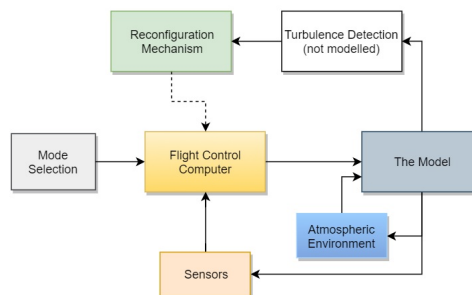 Reconfiguration
Mechanism
Turbulence Detection
(not modelled)
Mode
Selection
Flight Control
Computer
The Model
Atmospheric
Environment
Sensors